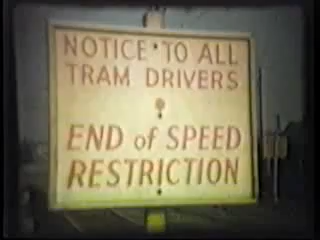 NOTICE TO ALL
TRAM DRIVERS
END of SPEED
RESTRICTION